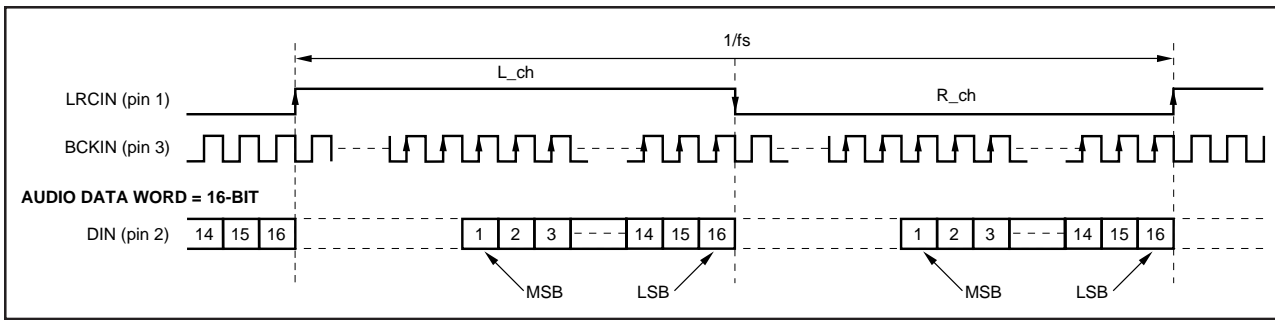 1/fs
L_ch
LRCIN (pin 1)
R_ch
BCKIN (pin 3)
AUDIO DATA WORD = 16-BIT
DIN (pin 2) 14 15 16 1 2 3 14 15 16 1 2 3 14 15 16
MSB LSB MSB LSB